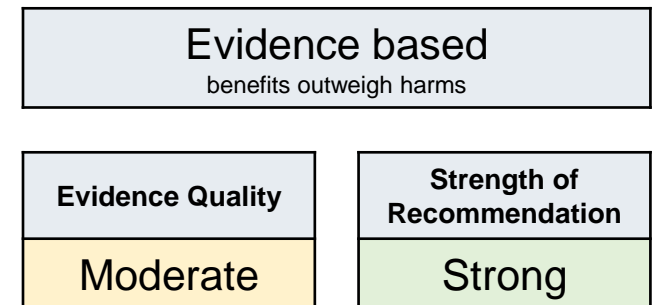 Evidence based
benefits outweigh harms
Evidence Quality
Strength of
Recommendation
Moderate
Strong